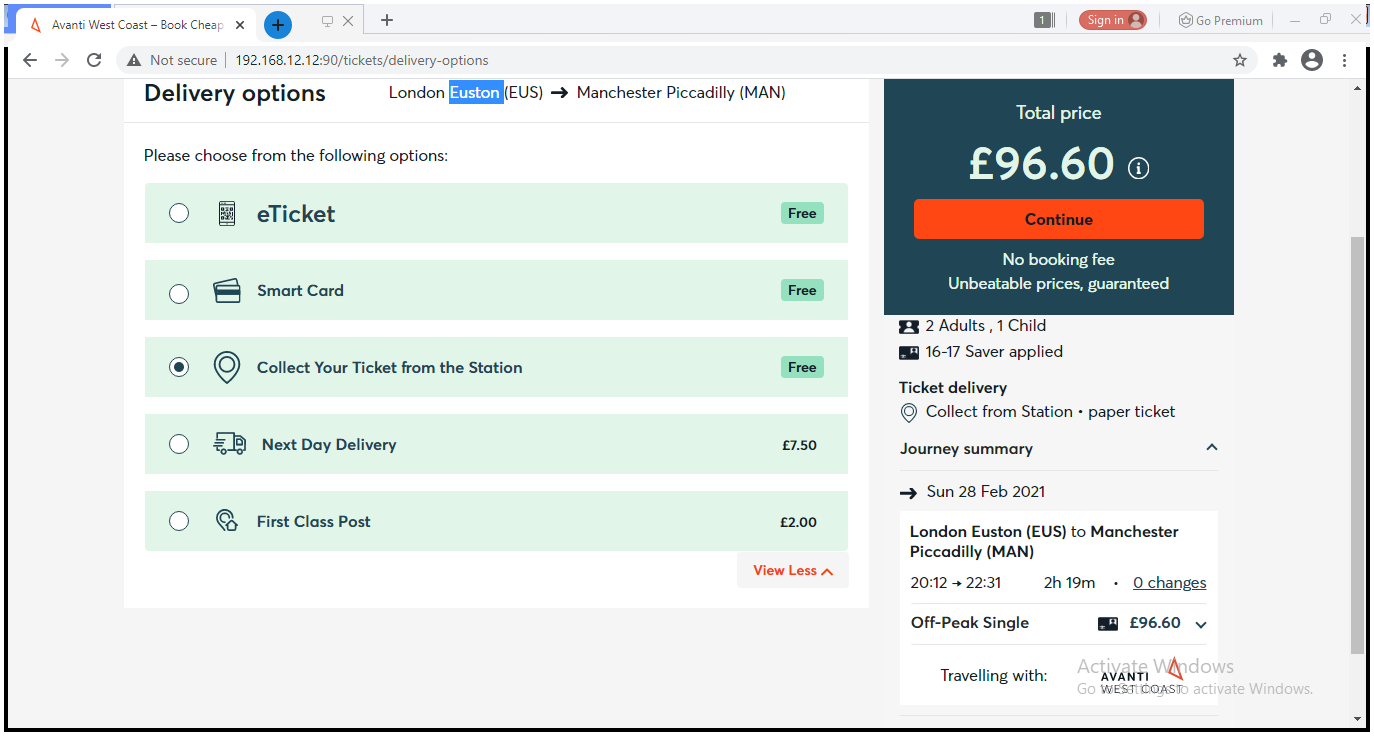 Avanti West Coast – Book Cheap
1
Sign in
Go Premium
Not secure
192.168.12.12:90/tickets/delivery-options
Delivery options
London Euston (EUS) → Manchester Piccadilly (MAN)
Please choose from the following options:
eTicket
Free
Smart Card
Free
Collect Your Ticket from the Station
Free
Next Day Delivery
£7.50
First Class Post
£2.00
View Less
Total price
£96.60
Continue
No booking fee
Unbeatable prices, guaranteed
2 Adults , 1 Child
16-17 Saver applied
Ticket delivery
Collect from Station • paper ticket
Journey summary
→ Sun 28 Feb 2021
London Euston (EUS) to Manchester
Piccadilly (MAN)
20:12 → 22:31 2h 19m • 0 changes
Off-Peak Single £96.60
Travelling with:
AVANTI
WEST COAST
Activate Windows
Go to Settings to activate Windows.